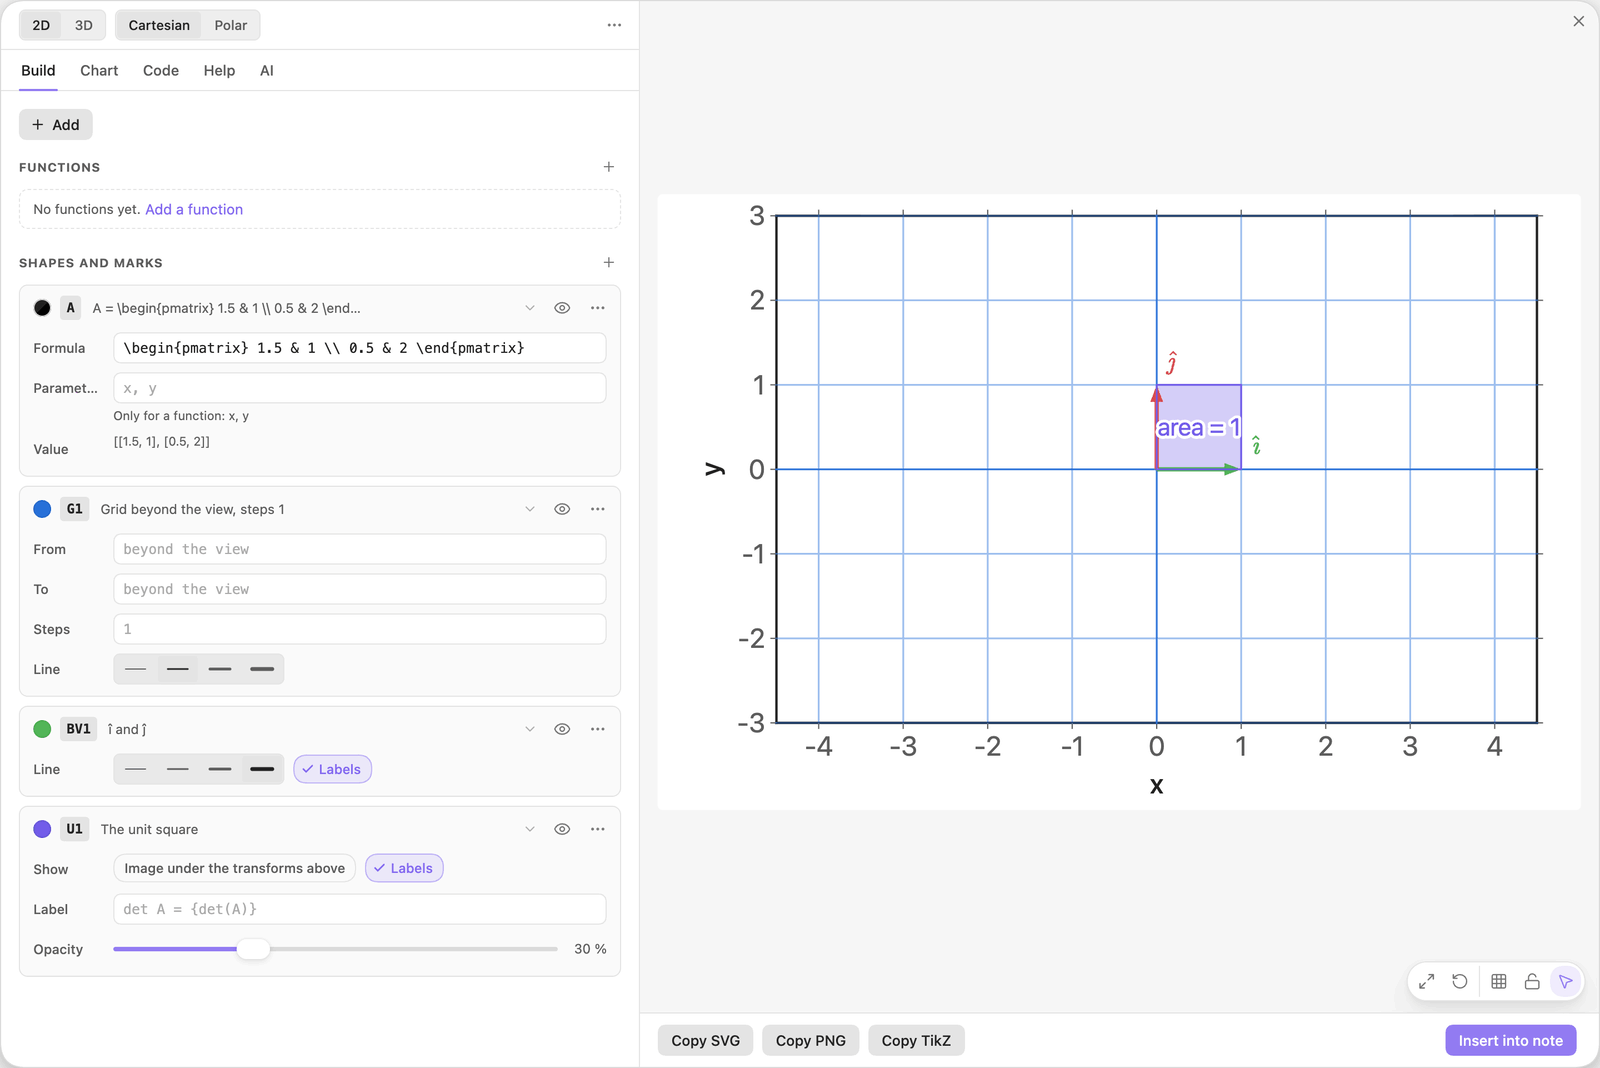 2D 3D Cartesian Polar
Build Chart Code Help AI
+ Add
FUNCTIONS
No functions yet. Add a function
SHAPES AND MARKS
A A = \begin{pmatrix} 1.5 & 1 \\ 0.5 & 2 \end...
Formula \begin{pmatrix} 1.5 & 1 \\ 0.5 & 2 \end{pmatrix}
Paramet... x, y
Only for a function: x, y
Value [[1.5, 1], [0.5, 2]]
G1 Grid beyond the view, steps 1
From beyond the view
To beyond the view
Steps 1
Line
BV1 î and ĵ
Line Labels
U1 The unit square
Show Image under the transforms above Labels
Label det A = {det(A)}
Opacity 30 %
3
2
1
0
-1
-2
-3
y
ĵ
area = 1
î
-4 -3 -2 -1 0 1 2 3 4
x
Copy SVG Copy PNG Copy TikZ Insert into note